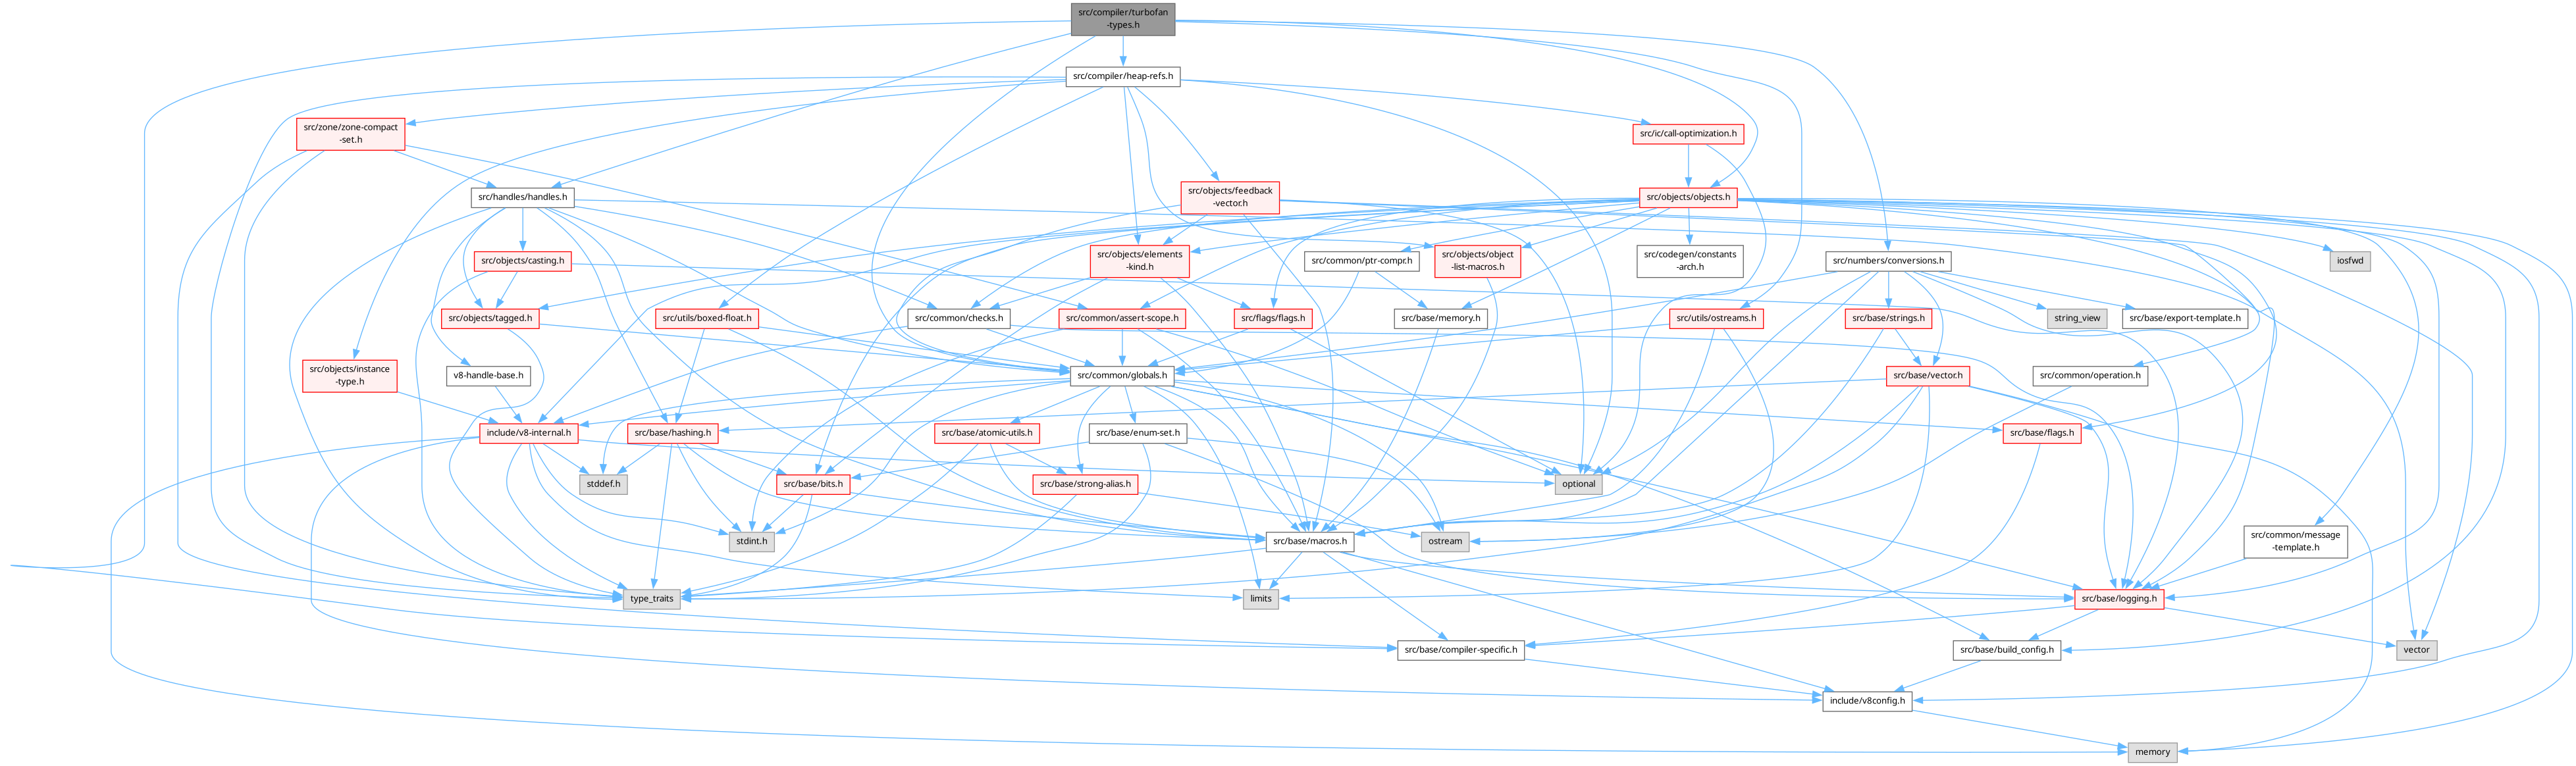 src/compiler/turbofan
-types.h
src/compiler/heap-refs.h
src/zone/zone-compact
-set.h
src/ic/call-optimization.h
src/handles/handles.h
src/objects/feedback
-vector.h
src/objects/objects.h
src/objects/casting.h
src/objects/elements
-kind.h
src/common/ptr-compr.h
src/objects/object
-list-macros.h
src/codegen/constants
-arch.h
src/numbers/conversions.h
iosfwd
src/objects/tagged.h
src/utils/boxed-float.h
src/common/checks.h
src/common/assert-scope.h
src/flags/flags.h
src/base/memory.h
src/utils/ostreams.h
src/base/strings.h
string_view
src/base/export-template.h
src/objects/instance
-type.h
v8-handle-base.h
src/common/globals.h
src/base/vector.h
src/common/operation.h
include/v8-internal.h
src/base/hashing.h
src/base/atomic-utils.h
src/base/enum-set.h
src/base/flags.h
stddef.h
src/base/bits.h
src/base/strong-alias.h
optional
stdint.h
src/base/macros.h
ostream
src/common/message
-template.h
type_traits
limits
src/base/logging.h
src/base/compiler-specific.h
src/base/build_config.h
vector
include/v8config.h
memory